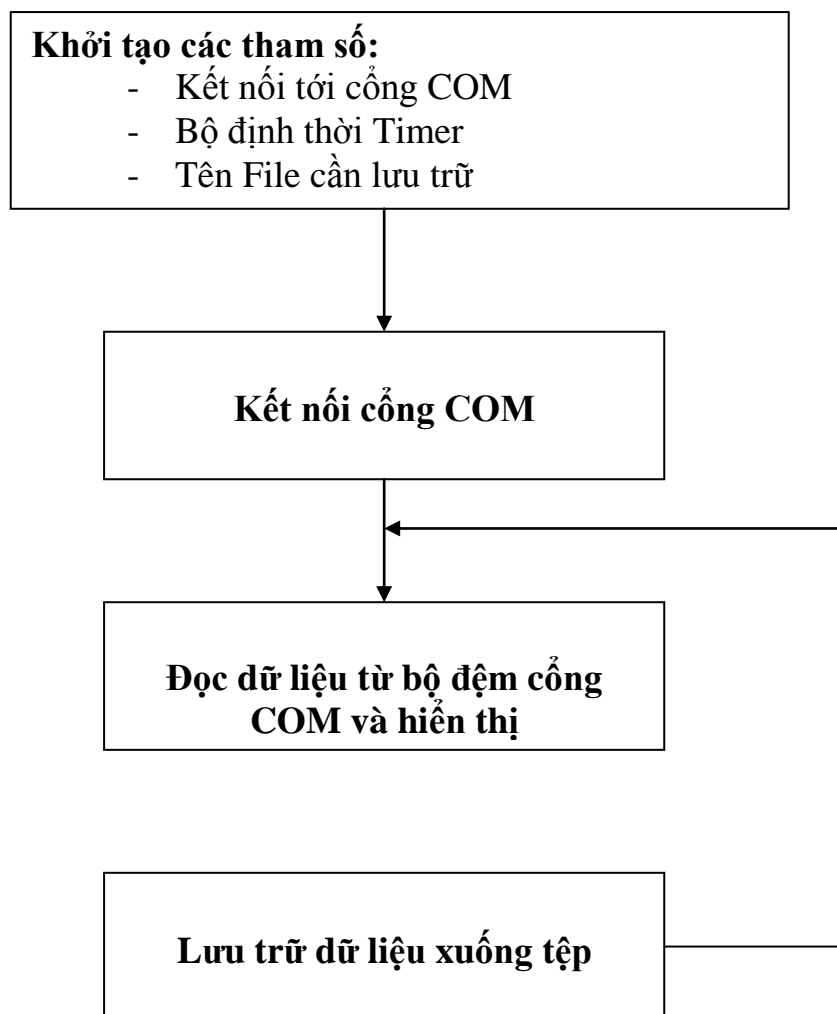 Khởi tạo các tham số:
- Kết nối tới cổng COM
- Bộ định thời Timer
- Tên File cần lưu trữ
Kết nối cổng COM
Đọc dữ liệu từ bộ đệm cổng
COM và hiển thị
Lưu trữ dữ liệu xuống tệp